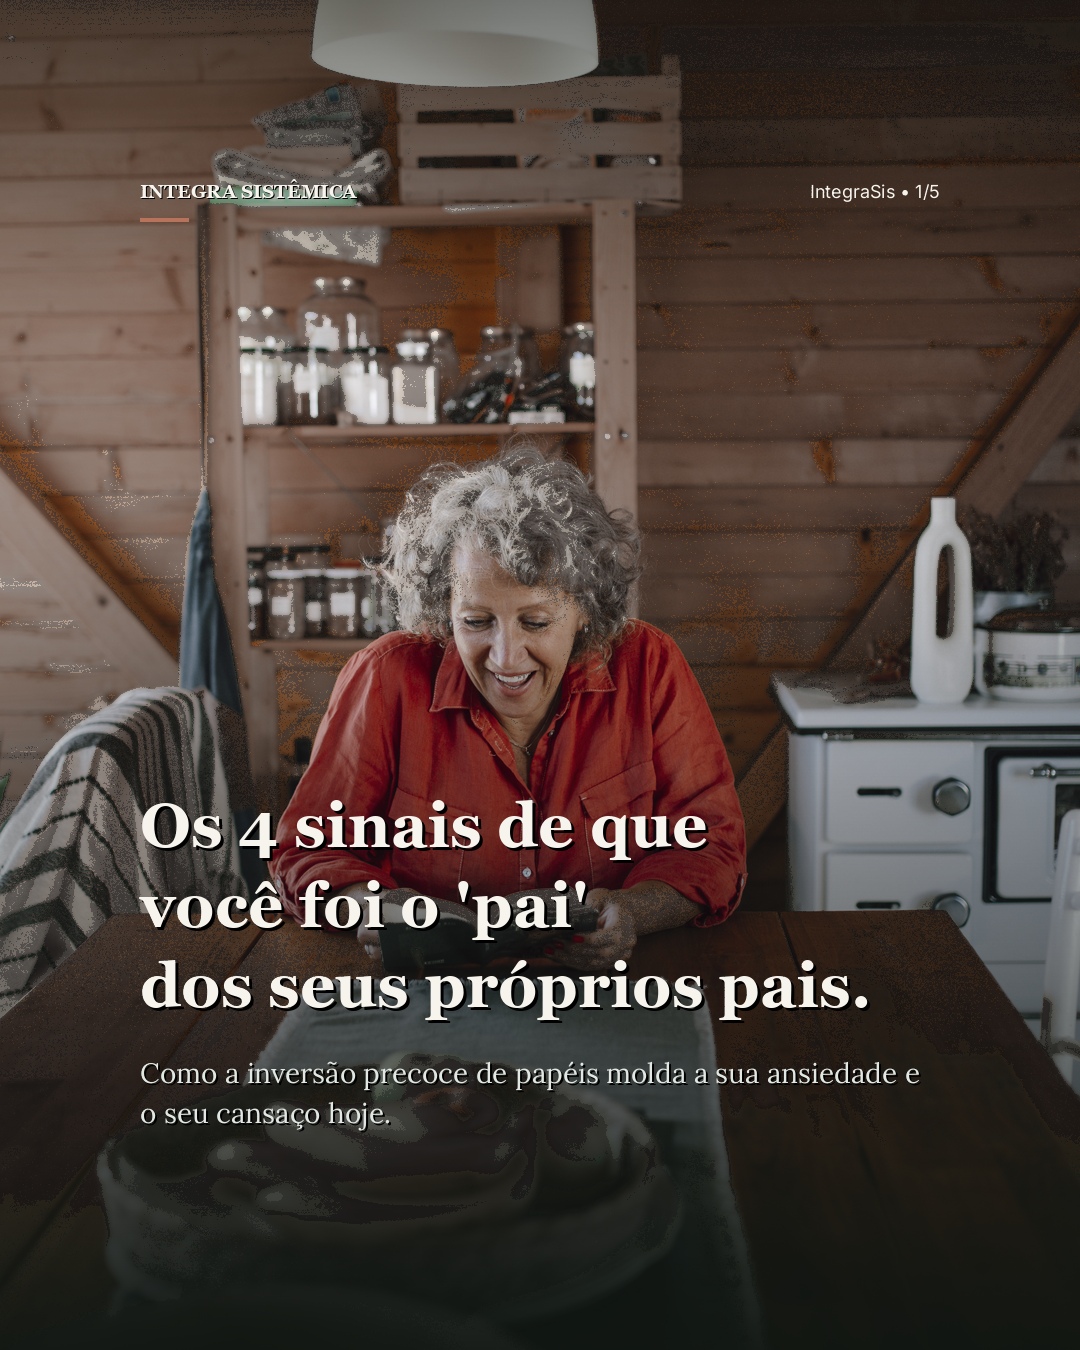 INTEGRA SISTÊMICA
IntegraSis • 1/5
Os 4 sinais de que
você foi o 'pai'
dos seus próprios pais.
Como a inversão precoce de papéis molda a sua ansiedade e
o seu cansaço hoje.